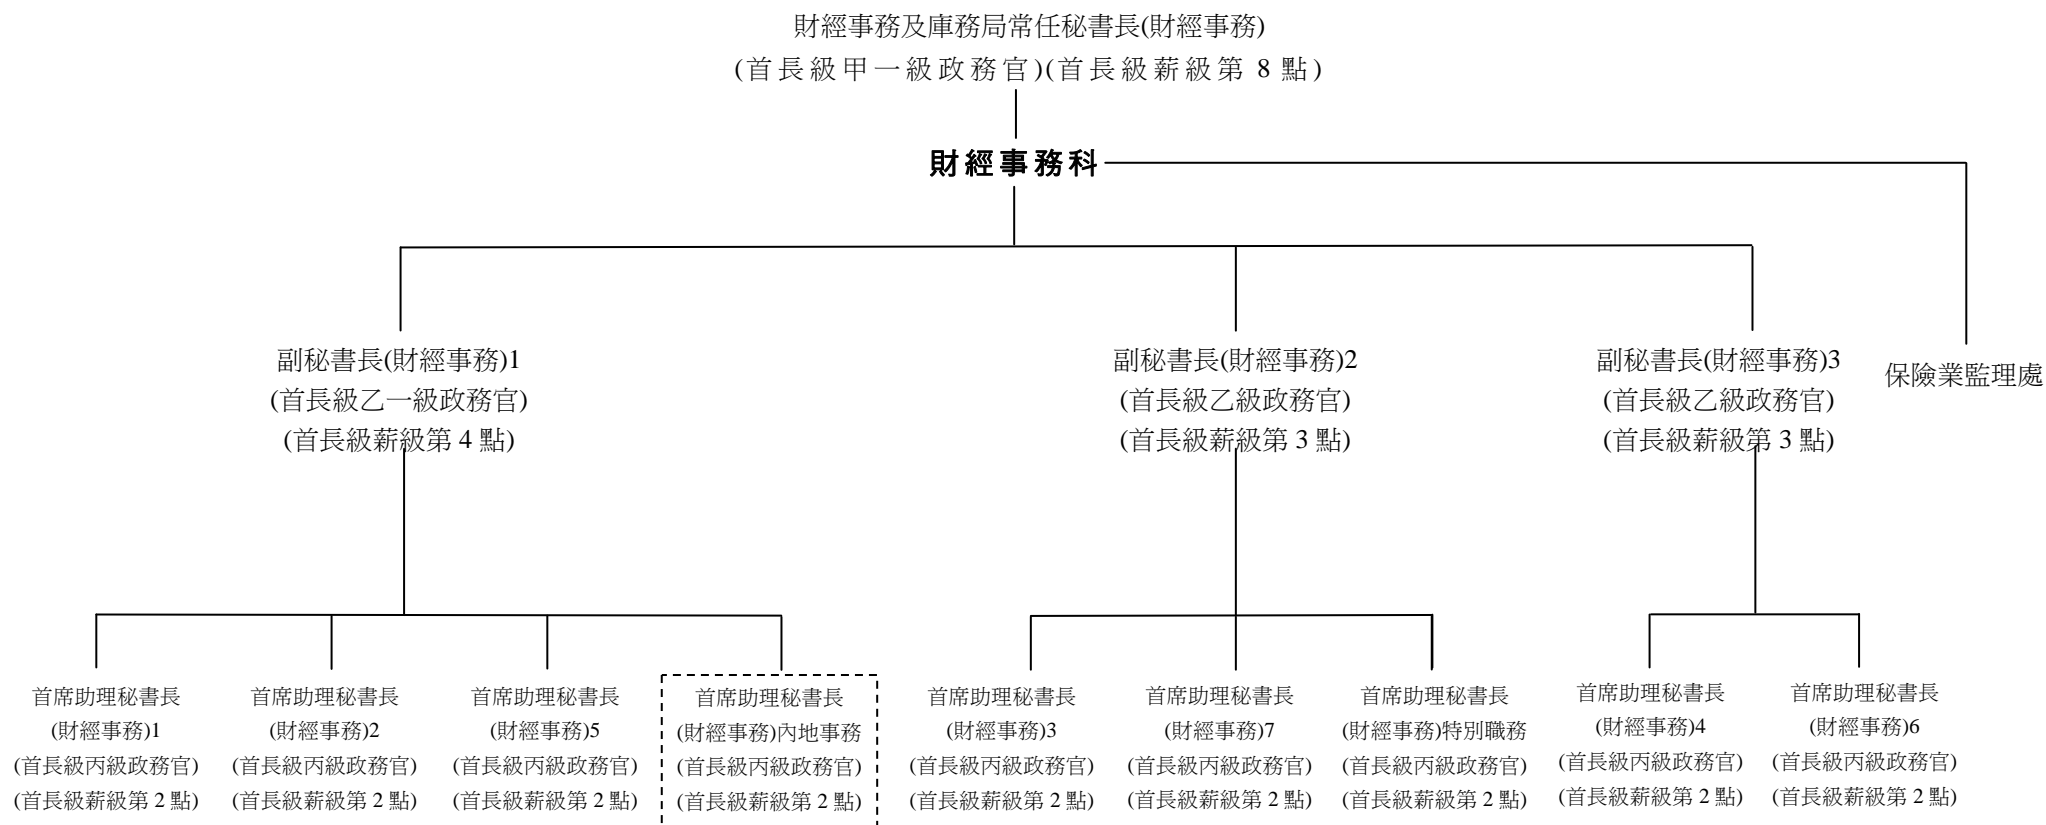 財經事務及庫務局常任秘書長(財經事務)
(首長級甲一級政務官)(首長級薪級第 8 點)
財經事務科
副秘書長(財經事務)1
(首長級乙一級政務官)
(首長級薪級第 4 點)
副秘書長(財經事務)2
(首長級乙級政務官)
(首長級薪級第 3 點)
副秘書長(財經事務)3
(首長級乙級政務官)
(首長級薪級第 3 點)
保險業監理處
首席助理秘書長
(財經事務)1
(首長級丙級政務官)
(首長級薪級第 2 點)
首席助理秘書長
(財經事務)2
(首長級丙級政務官)
(首長級薪級第 2 點)
首席助理秘書長
(財經事務)5
(首長級丙級政務官)
(首長級薪級第 2 點)
首席助理秘書長
(財經事務)內地事務
(首長級丙級政務官)
(首長級薪級第 2 點)
首席助理秘書長
(財經事務)3
(首長級丙級政務官)
(首長級薪級第 2 點)
首席助理秘書長
(財經事務)7
(首長級丙級政務官)
(首長級薪級第 2 點)
首席助理秘書長
(財經事務)特別職務
(首長級丙級政務官)
(首長級薪級第 2 點)
首席助理秘書長
(財經事務)4
(首長級丙級政務官)
(首長級薪級第 2 點)
首席助理秘書長
(財經事務)6
(首長級丙級政務官)
(首長級薪級第 2 點)